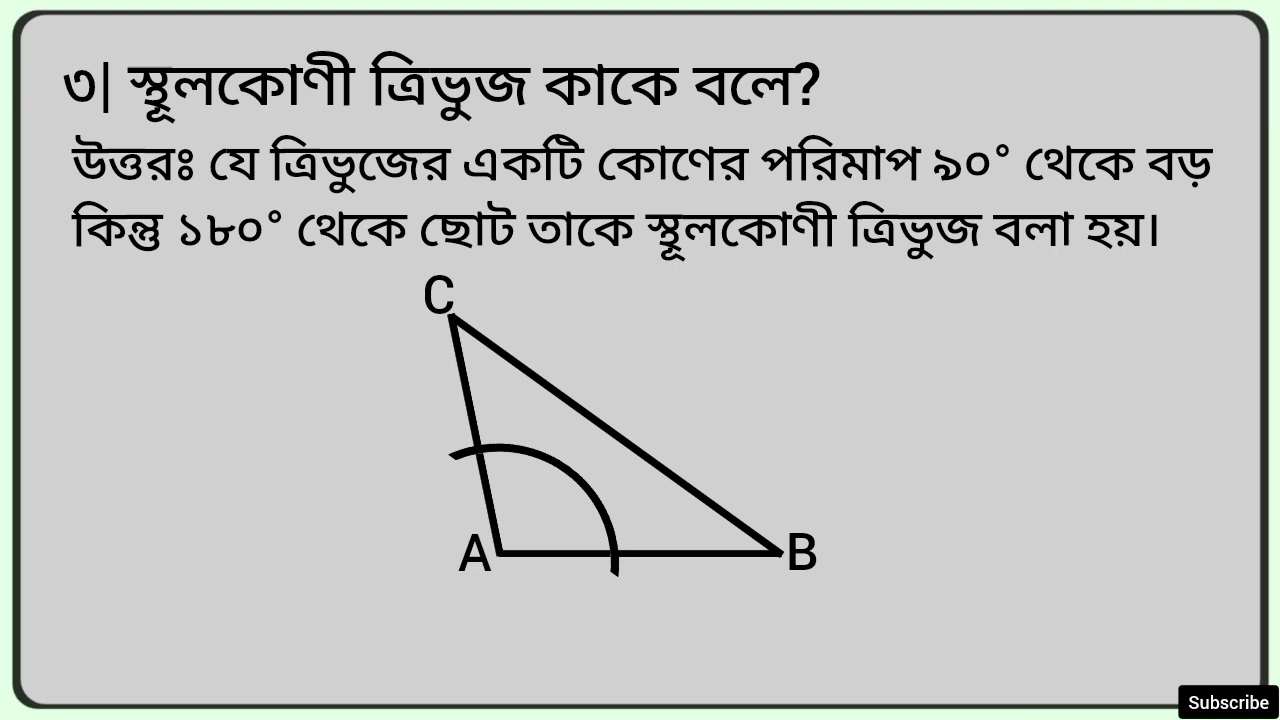 ৩| স্থূলকোণী ত্রিভুজ কাকে বলে?
উত্তরঃ যে ত্রিভুজের একটি কোণের পরিমাপ ৯০° থেকে বড়
কিন্তু ১৮০° থেকে ছোট তাকে স্থূলকোণী ত্রিভুজ বলা হয়।
C
A
B
Subscribe